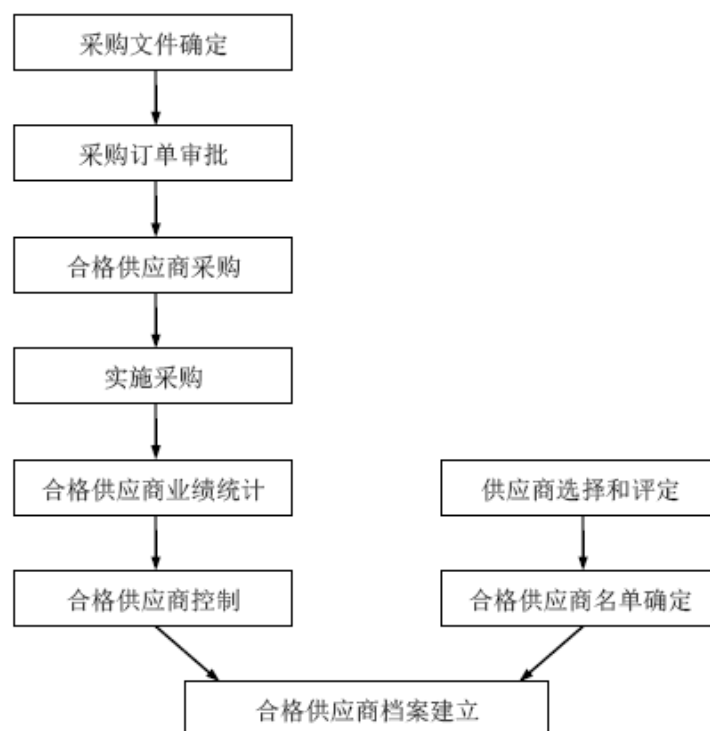 采购文件确定
采购订单审批
合格供应商采购
实施采购
合格供应商业绩统计
供应商选择和评定
合格供应商控制
合格供应商名单确定
合格供应商档案建立